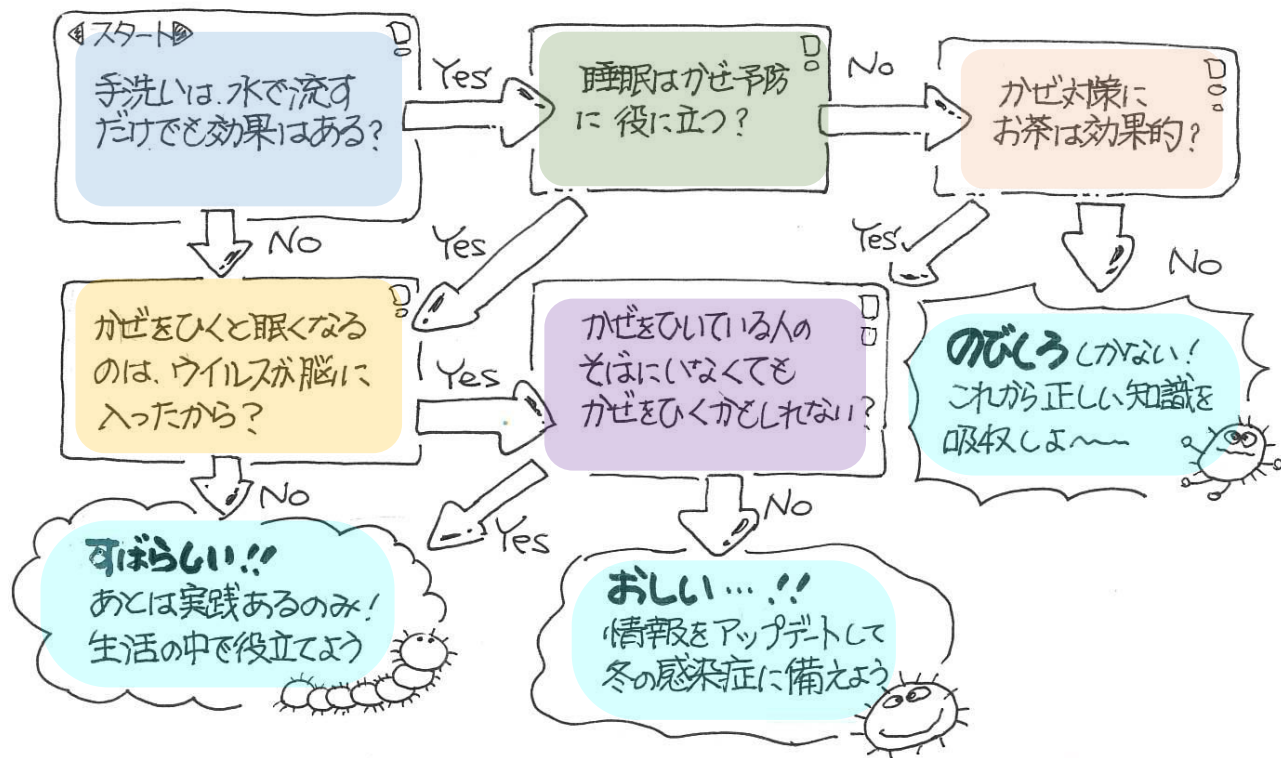 スタート
手洗いは、水で流す
だけでも効果はある?
Yes
睡眠はかぜ予防
に役に立つ?
No
かぜ対策に
お茶は効果的?
No
Yes
Yes
No
かぜをひくと眠くなる
のは、ウイルスが脳に
入ったから?
Yes
かぜをひいている人の
そばにいなくても
かぜをひくかもしれない?
のびしろしかない!
これから正しい知識を
吸収しよ〜〜
No
Yes
No
すばらしい!!
あとは実践あるのみ!
生活の中で役立てよう
おしい…!!
情報をアップデートして
冬の感染症に備えよう